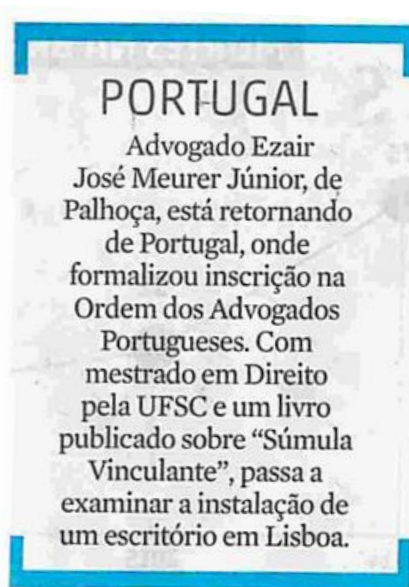 PORTUGAL
Advogado Ezair
José Meurer Júnior, de
Palhoça, está retornando
de Portugal, onde
formalizou inscrição na
Ordem dos Advogados
Portugueses. Com
mestrado em Direito
pela UFSC e um livro
publicado sobre “Súmula
Vinculante”, passa a
examinar a instalação de
um escritório em Lisboa.